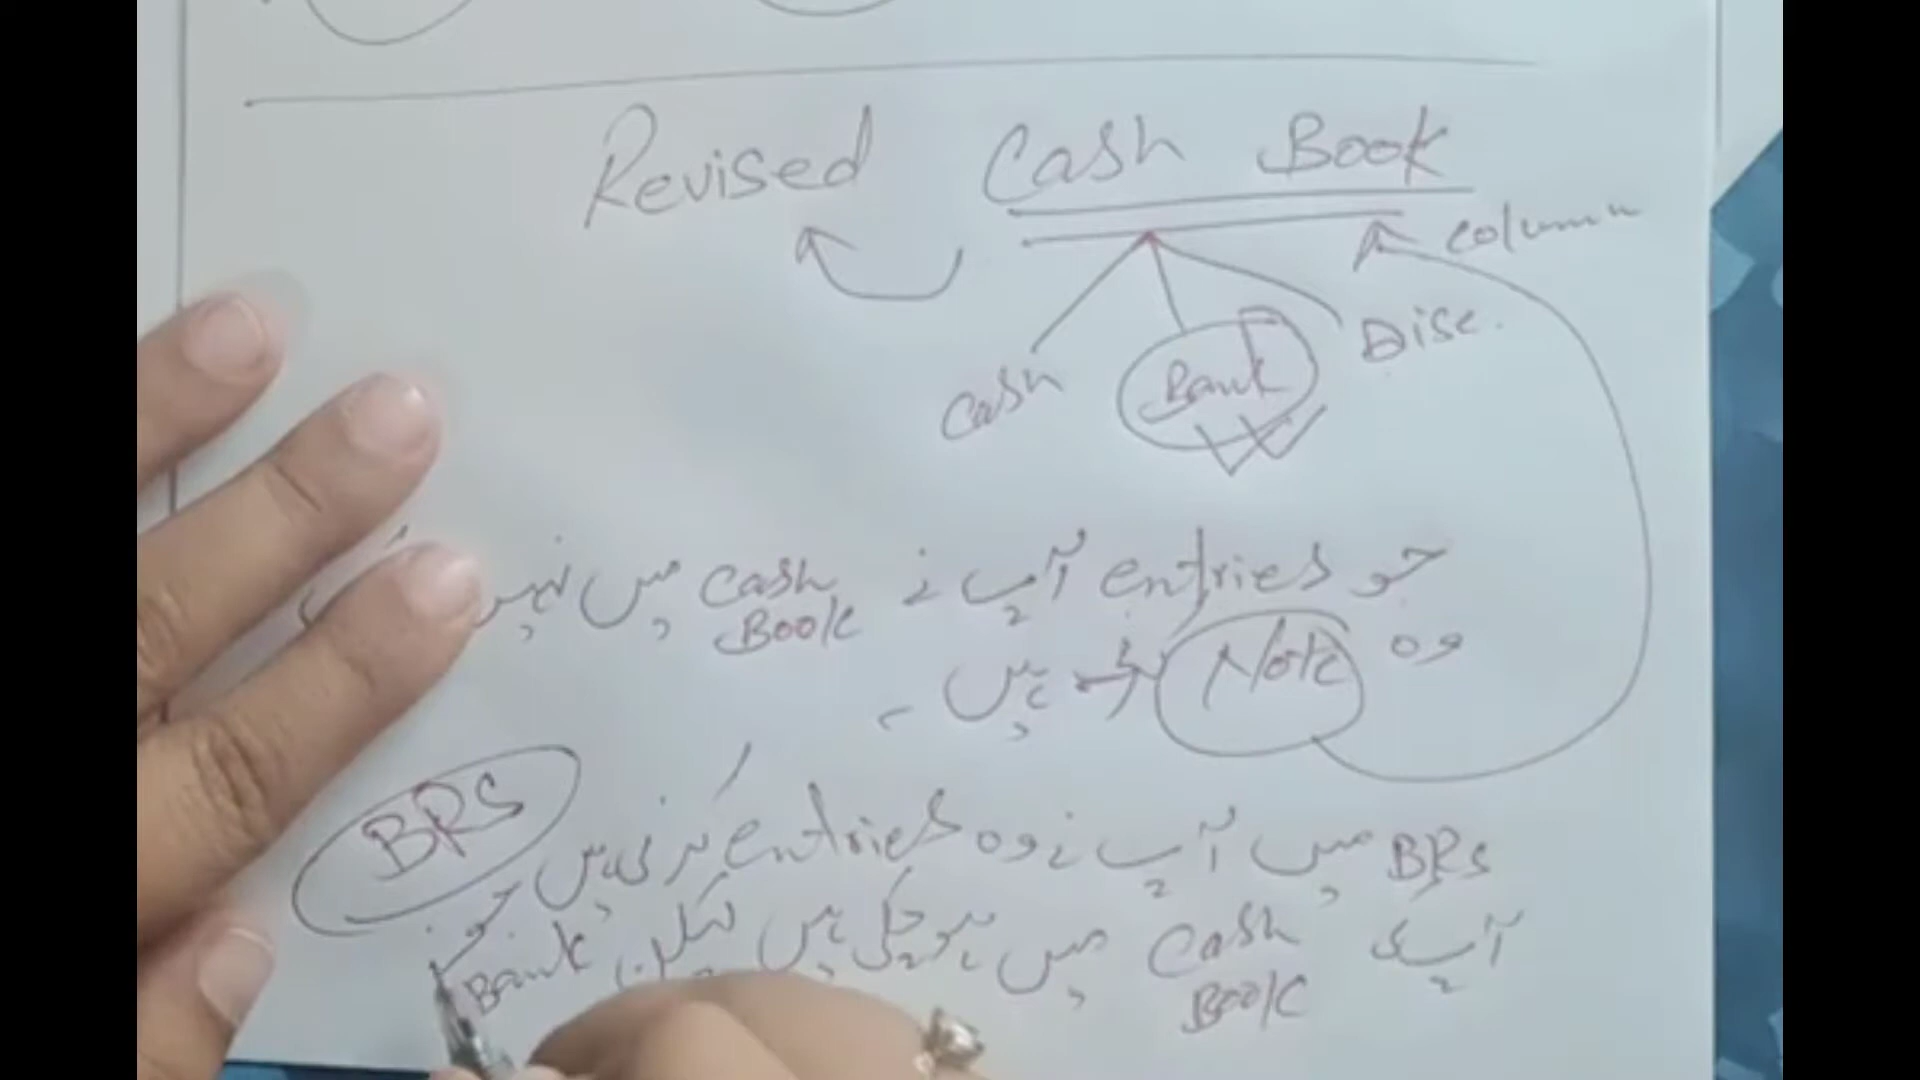 Revised Cash Book
column
Cash Bank Disc.
جو entries آپ نے Cash Book میں نہیں
وہ Note کرنی ہیں ۔
BRS
BRS میں آپ نے وہ entries کرنی ہیں جو
آپ کی Cash Book میں ہو چکی ہیں لیکن Bank